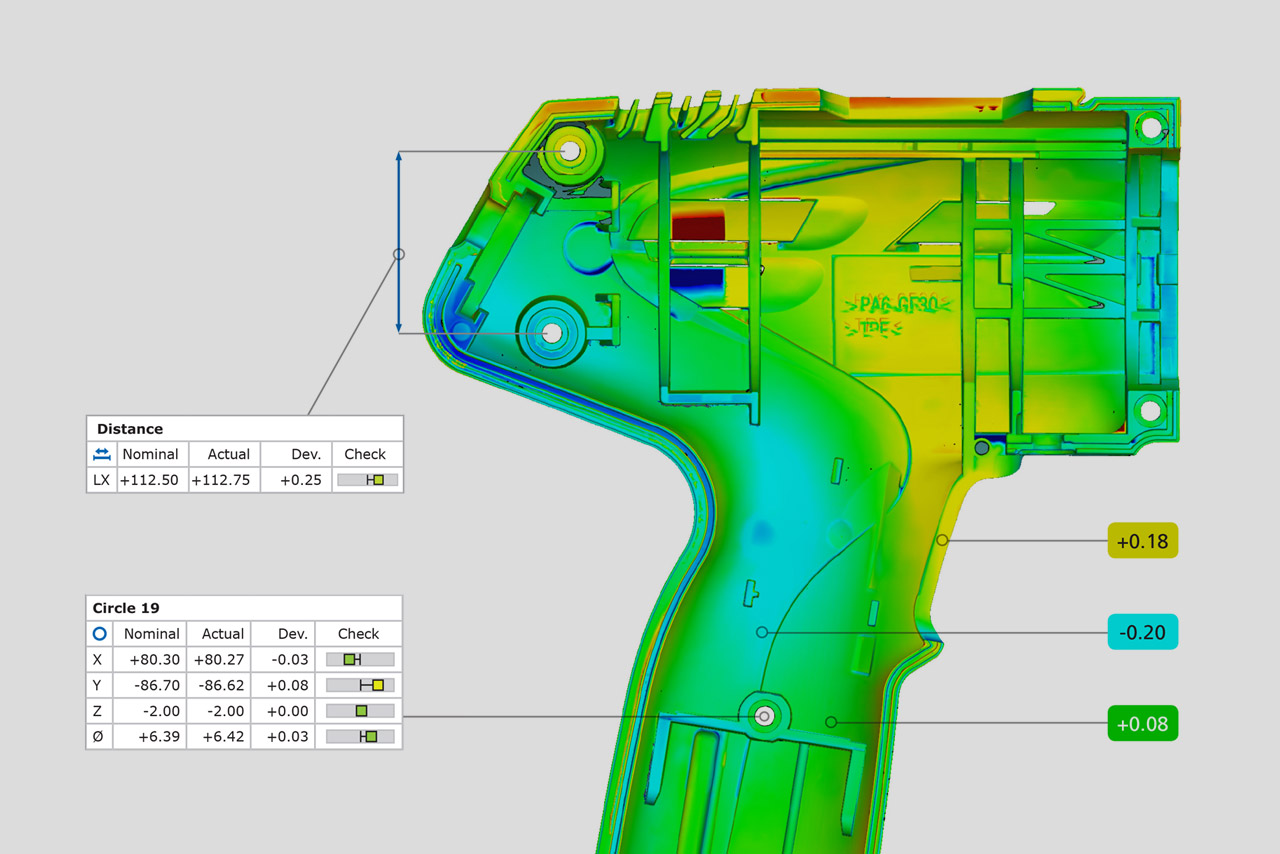 >PA6-GF30<
>TPE<
Distance
Nominal Actual Dev. Check
LX +112.50 +112.75 +0.25
+0.18
Circle 19
Nominal Actual Dev. Check
X +80.30 +80.27 -0.03
Y -86.70 -86.62 +0.08
Z -2.00 -2.00 +0.00
Ø +6.39 +6.42 +0.03
-0.20
+0.08